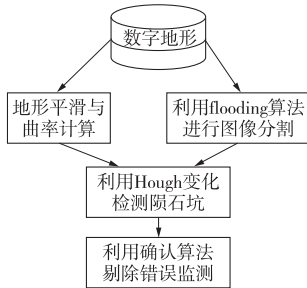 数字地形
地形平滑与
曲率计算
利用flooding算法
进行图像分割
利用Hough变化
检测陨石坑
利用确认算法
剔除错误监测